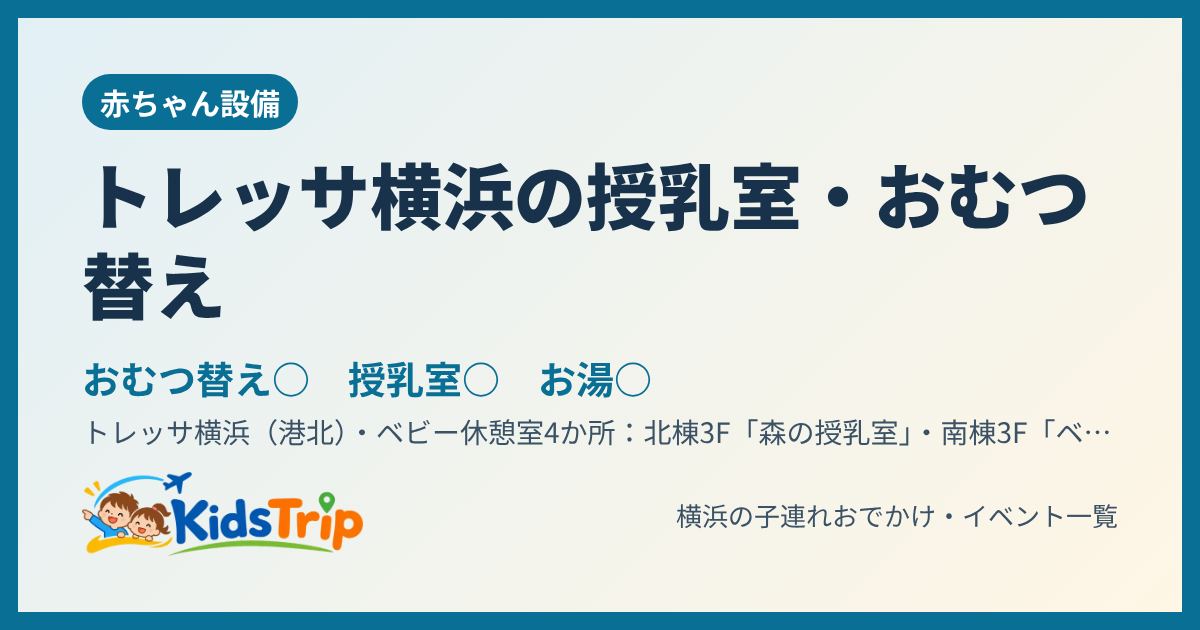 赤ちゃん設備
トレッサ横浜の授乳室・おむつ
替え
おむつ替え○　授乳室○　お湯○
トレッサ横浜（港北）・ベビー休憩室4か所：北棟3F「森の授乳室」・南棟3F「ベ…
KidsTrip
横浜の子連れおでかけ・イベント一覧